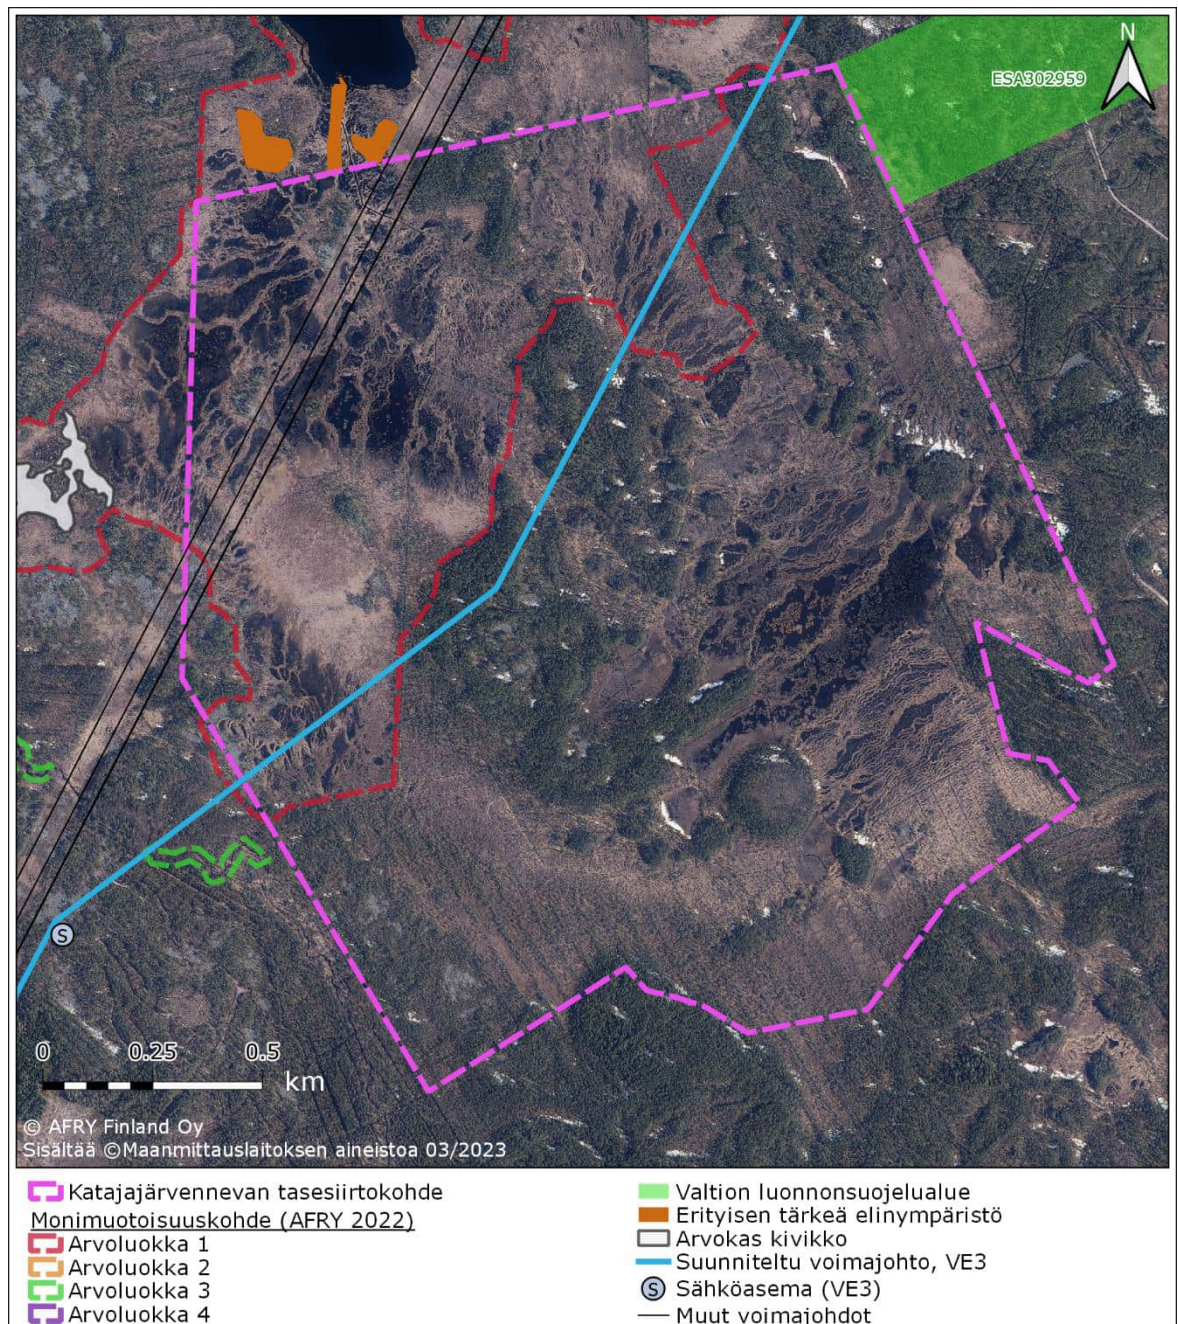 N
ESA302959
S
0 0.25 0.5
km
© AFRY Finland Oy
Sisältää ©Maanmittauslaitoksen aineistoa 03/2023
Katajajärvennevan tasesiirtokohde
Monimuotoisuuskohde (AFRY 2022)
Arvoluokka 1
Arvoluokka 2
Arvoluokka 3
Arvoluokka 4
Valtion luonnonsuojelualue
Erityisen tärkeä elinympäristö
Arvokas kivikko
Suunniteltu voimajohto, VE3
S Sähköasema (VE3)
Muut voimajohdot